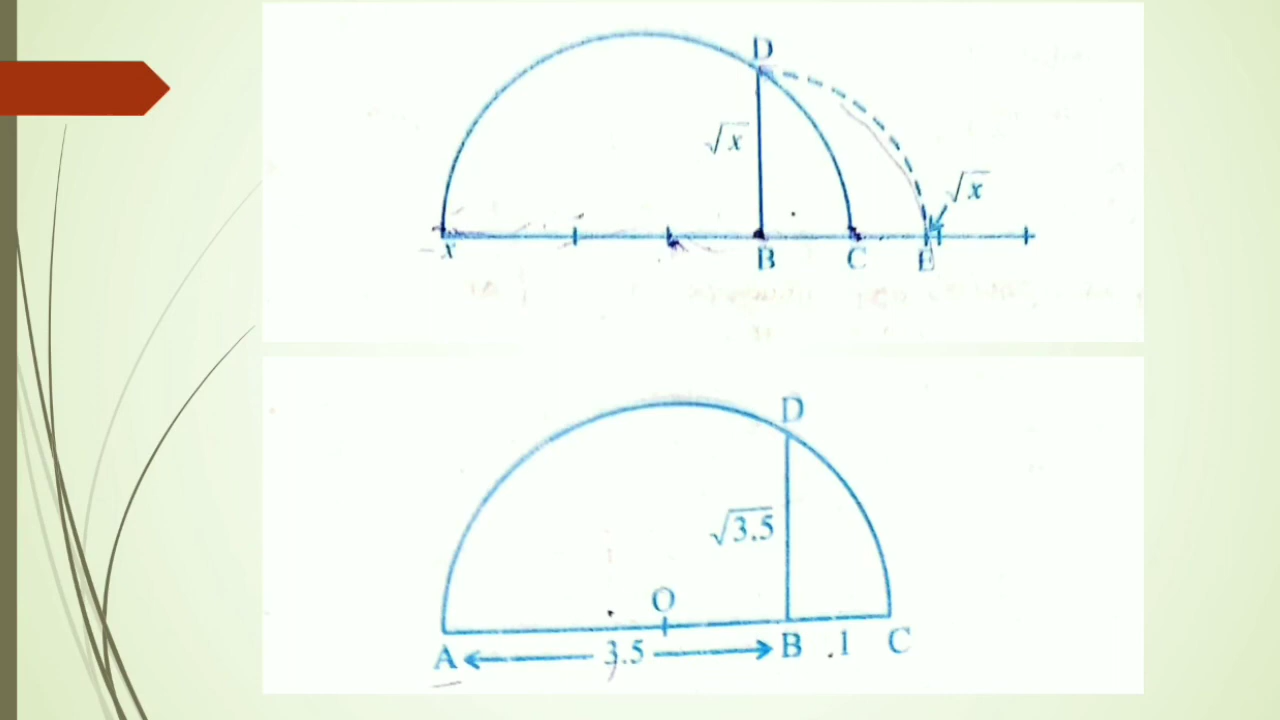 D
√x
√x
-x B C E
D
√3.5
O
A 3.5 B .1 C